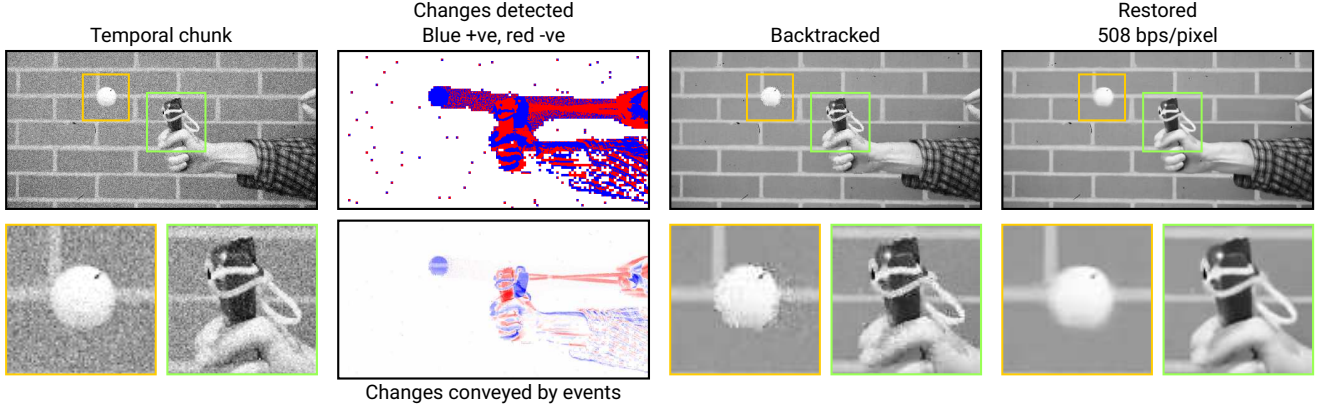 Temporal chunk
Changes detected
Blue +ve, red -ve
Backtracked
Restored
508 bps/pixel
Changes conveyed by events